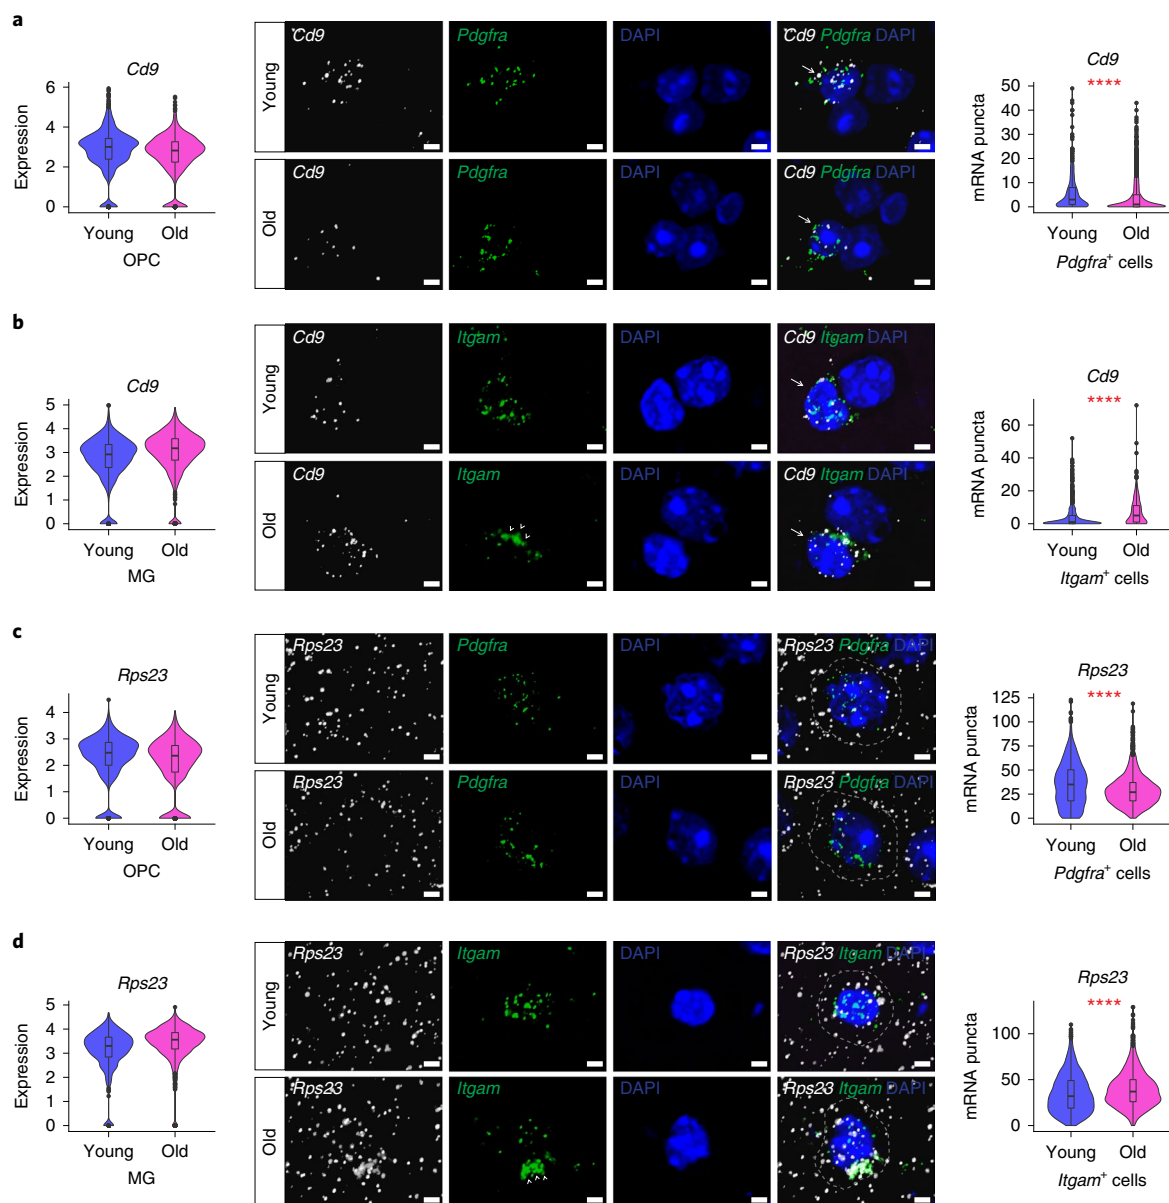 a
Cd9
Expression
6
4
2
0
Young Old
OPC
Young
Cd9
Pdgfra
DAPI
Cd9 Pdgfra DAPI
Old
Cd9
Pdgfra
DAPI
Cd9 Pdgfra DAPI
Cd9
****
mRNA puncta
50
40
30
20
10
0
Young Old
Pdgfra+ cells
b
Cd9
Expression
5
4
3
2
1
0
Young Old
MG
Young
Cd9
Itgam
DAPI
Cd9 Itgam DAPI
Old
Cd9
Itgam
DAPI
Cd9 Itgam DAPI
Cd9
****
mRNA puncta
60
40
20
0
Young Old
Itgam+ cells
c
Rps23
Expression
4
3
2
1
0
Young Old
OPC
Young
Rps23
Pdgfra
DAPI
Rps23 Pdgfra DAPI
Old
Rps23
Pdgfra
DAPI
Rps23 Pdgfra DAPI
Rps23
****
mRNA puncta
125
100
75
50
25
0
Young Old
Pdgfra+ cells
d
Rps23
Expression
5
4
3
2
1
0
Young Old
MG
Young
Rps23
Itgam
DAPI
Rps23 Itgam DAPI
Old
Rps23
Itgam
DAPI
Rps23 Itgam DAPI
Rps23
****
mRNA puncta
100
50
0
Young Old
Itgam+ cells